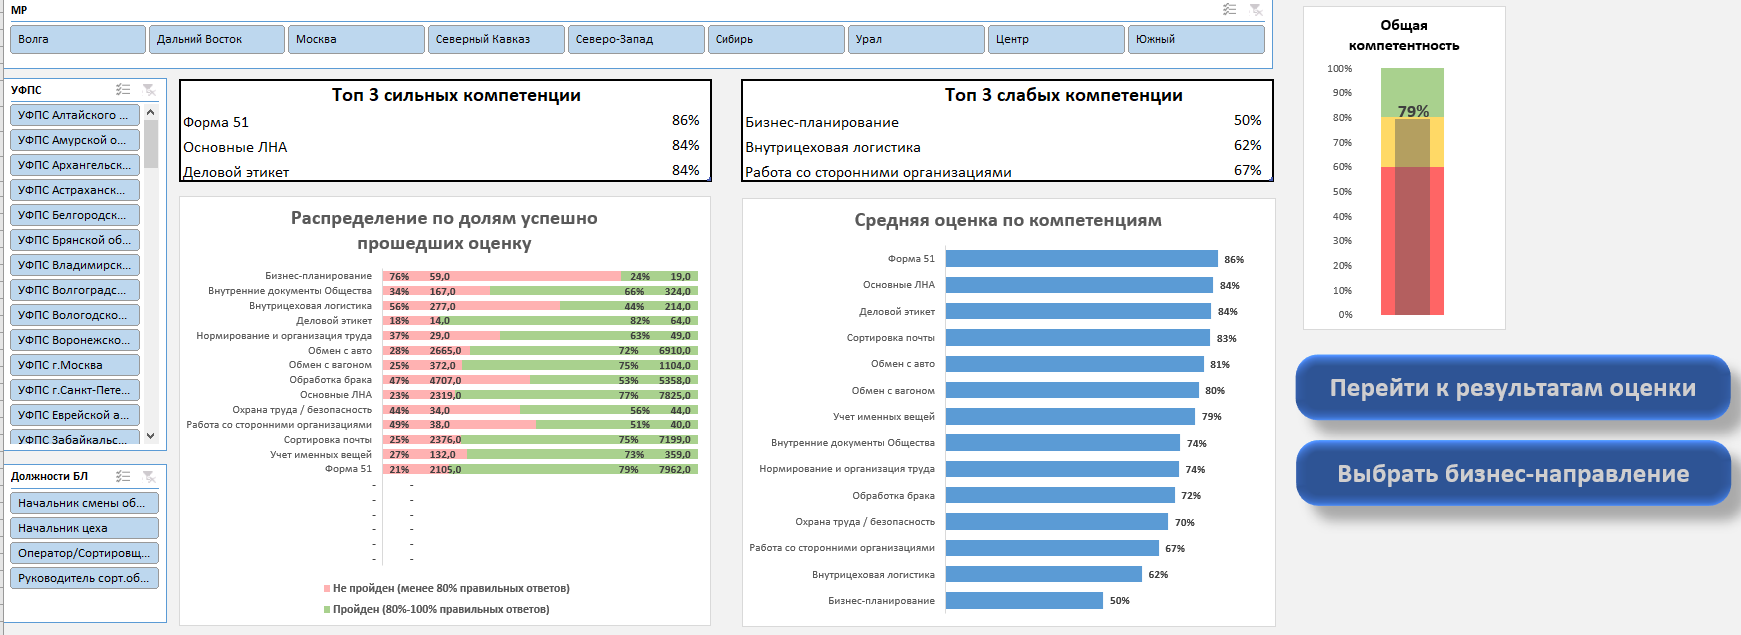 МР
Волга
Дальний Восток
Москва
Северный Кавказ
Северо-Запад
Сибирь
Урал
Центр
Южный
УФПС
УФПС Алтайского ...
УФПС Амурской о...
УФПС Архангельск...
УФПС Астраханск...
УФПС Белгородск...
УФПС Брянской об...
УФПС Владимирск...
УФПС Волгоградс...
УФПС Вологодско...
УФПС Воронежско...
УФПС г.Москва
УФПС г.Санкт-Пете...
УФПС Еврейской а...
УФПС Забайкальс...
Должности БЛ
Начальник смены об...
Начальник цеха
Оператор/Сортировщ...
Руководитель сорт.об...
Топ 3 сильных компетенции
Форма 51 86%
Основные ЛНА 84%
Деловой этикет 84%
Топ 3 слабых компетенции
Бизнес-планирование 50%
Внутрицеховая логистика 62%
Работа со сторонними организациями 67%
Распределение по долям успешно
прошедших оценку
Бизнес-планирование 76% 59,0 24% 19,0
Внутренние документы Общества 34% 167,0 66% 324,0
Внутрицеховая логистика 56% 277,0 44% 214,0
Деловой этикет 18% 14,0 82% 64,0
Нормирование и организация труда 37% 29,0 63% 49,0
Обмен с авто 28% 2665,0 72% 6910,0
Обмен с вагоном 25% 372,0 75% 1104,0
Обработка брака 47% 4707,0 53% 5358,0
Основные ЛНА 23% 2319,0 77% 7825,0
Охрана труда / безопасность 44% 34,0 56% 44,0
Работа со сторонними организациями 49% 38,0 51% 40,0
Сортировка почты 25% 2376,0 75% 7199,0
Учет именных вещей 27% 132,0 73% 359,0
Форма 51 21% 2105,0 79% 7962,0
- -
- -
- -
- -
- -
- -
Не пройден (менее 80% правильных ответов)
Пройден (80%-100% правильных ответов)
Средняя оценка по компетенциям
Форма 51 86%
Основные ЛНА 84%
Деловой этикет 84%
Сортировка почты 83%
Обмен с авто 81%
Обмен с вагоном 80%
Учет именных вещей 79%
Внутренние документы Общества 74%
Нормирование и организация труда 74%
Обработка брака 72%
Охрана труда / безопасность 70%
Работа со сторонними организациями 67%
Внутрицеховая логистика 62%
Бизнес-планирование 50%
Общая
компетентность
100%
90%
80%
70%
60%
50%
40%
30%
20%
10%
0%
79%
Перейти к результатам оценки
Выбрать бизнес-направление